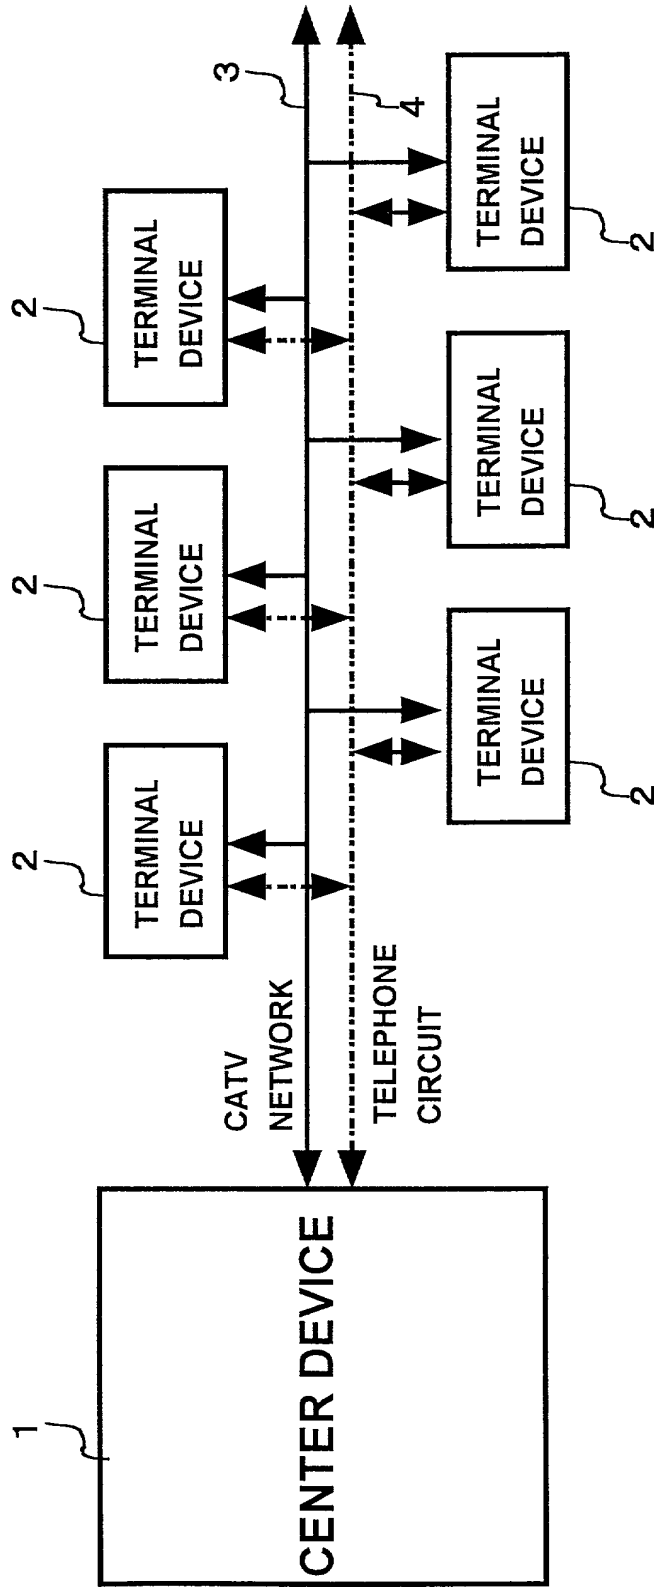 1
CENTER DEVICE
CATV
NETWORK
TELEPHONE
CIRCUIT
3
4
2
TERMINAL
DEVICE
2
TERMINAL
DEVICE
2
TERMINAL
DEVICE
TERMINAL
DEVICE
2
TERMINAL
DEVICE
2
TERMINAL
DEVICE
2